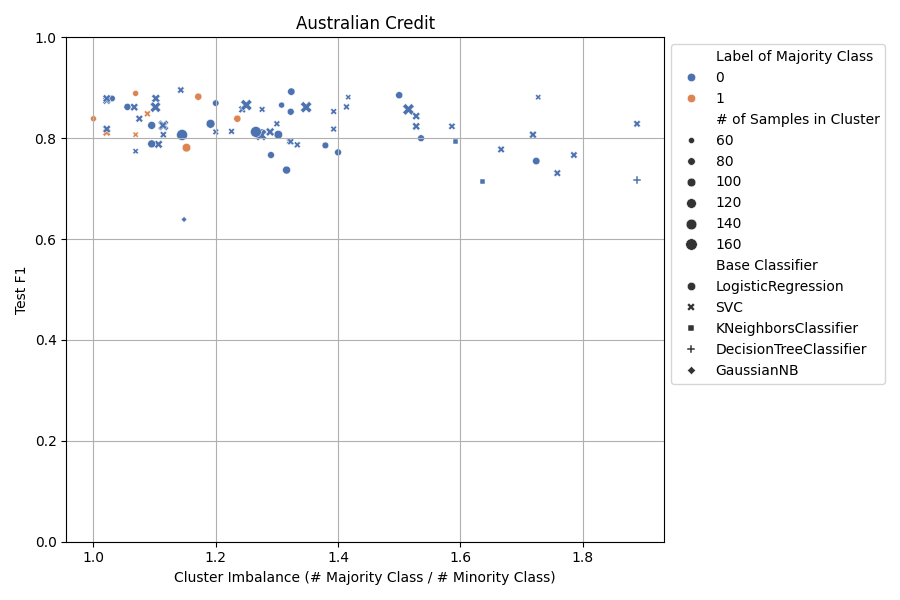 Australian Credit
Test F1
1.0
0.8
0.6
0.4
0.2
0.0
1.0 1.2 1.4 1.6 1.8
Cluster Imbalance (# Majority Class / # Minority Class)
Label of Majority Class
0
1
# of Samples in Cluster
60
80
100
120
140
160
Base Classifier
LogisticRegression
SVC
KNeighborsClassifier
DecisionTreeClassifier
GaussianNB